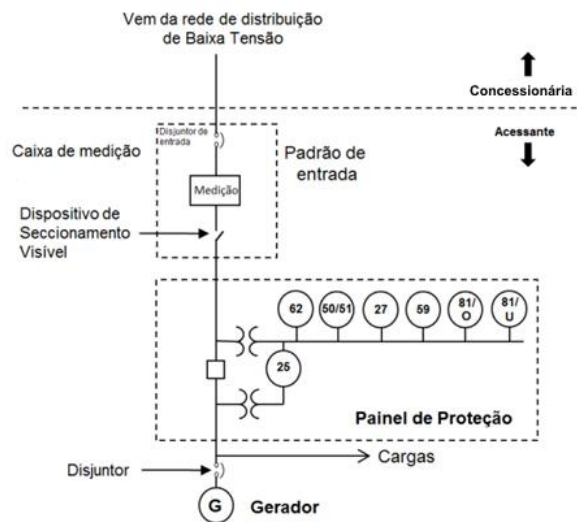 Vem da rede de distribuição
de Baixa Tensão
Concessionária
Acessante
Disjuntor de
entrada
Caixa de medição
Padrão de
entrada
Medição
Dispositivo de
Seccionamento
Visível
62
50/51
27
59
81/
O
81/
U
25
Painel de Proteção
Cargas
Disjuntor
G
Gerador